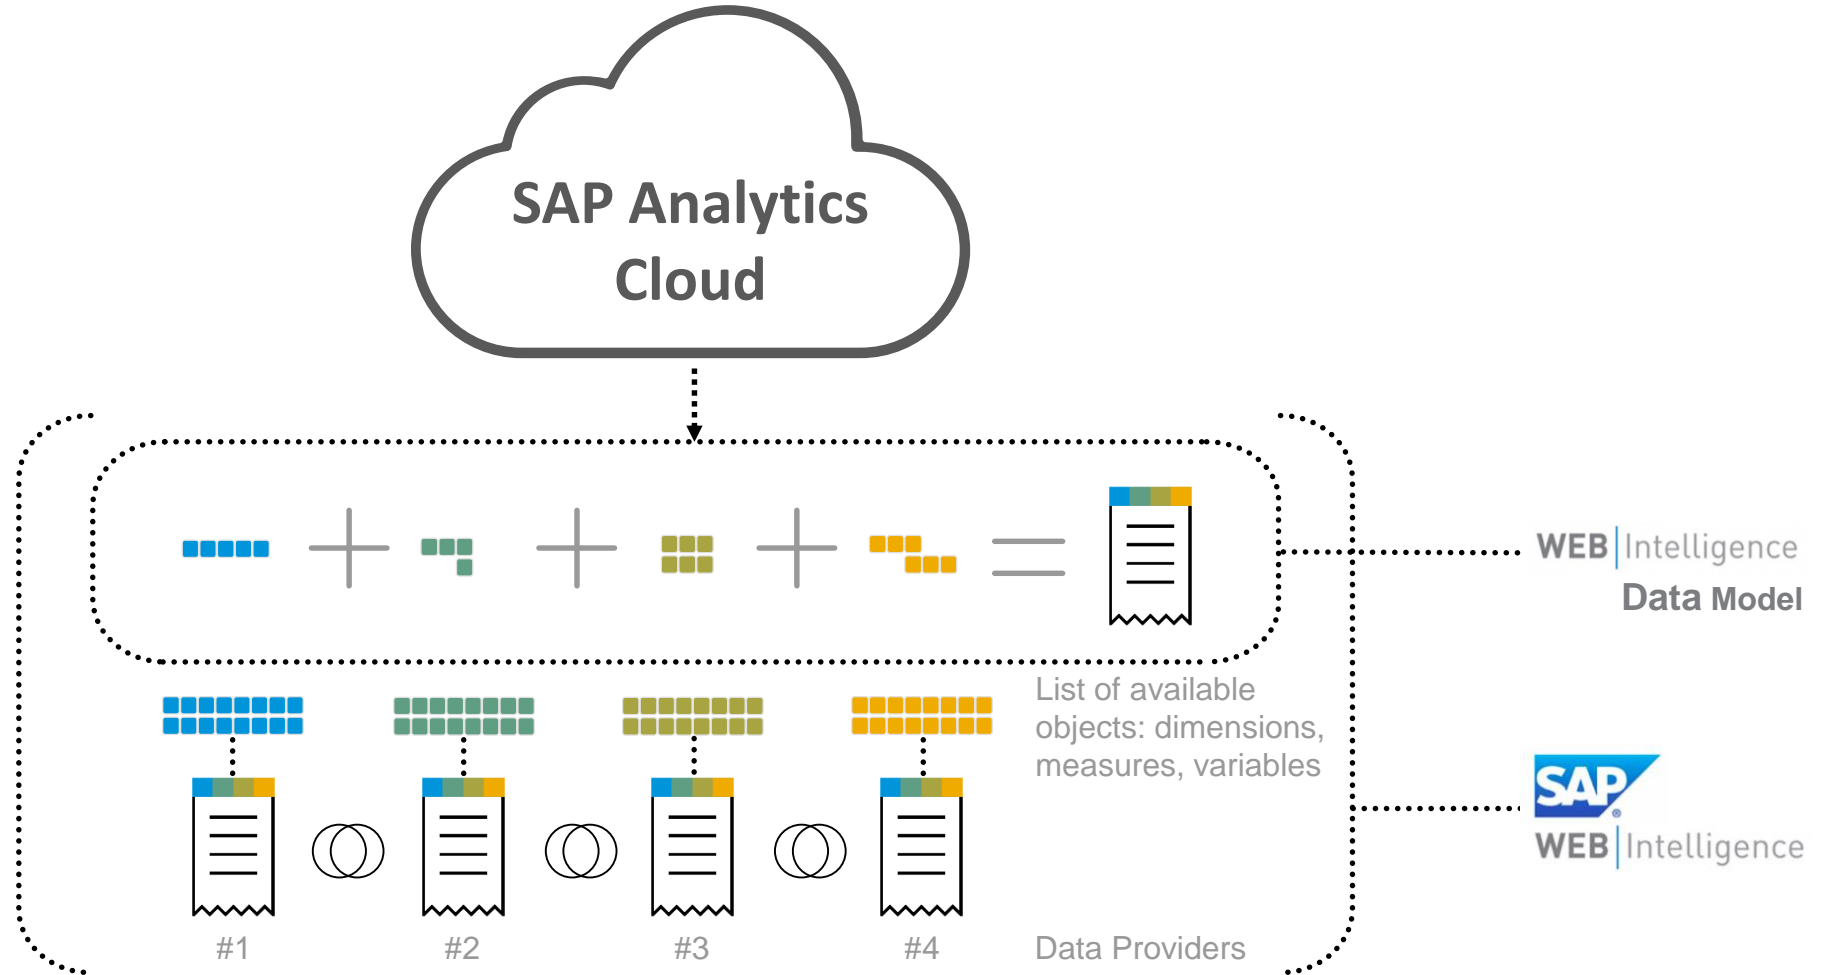 SAP Analytics
Cloud
WEB Intelligence
Data Model
List of available
objects: dimensions,
measures, variables
SAP®
WEB Intelligence
#1 #2 #3 #4 Data Providers